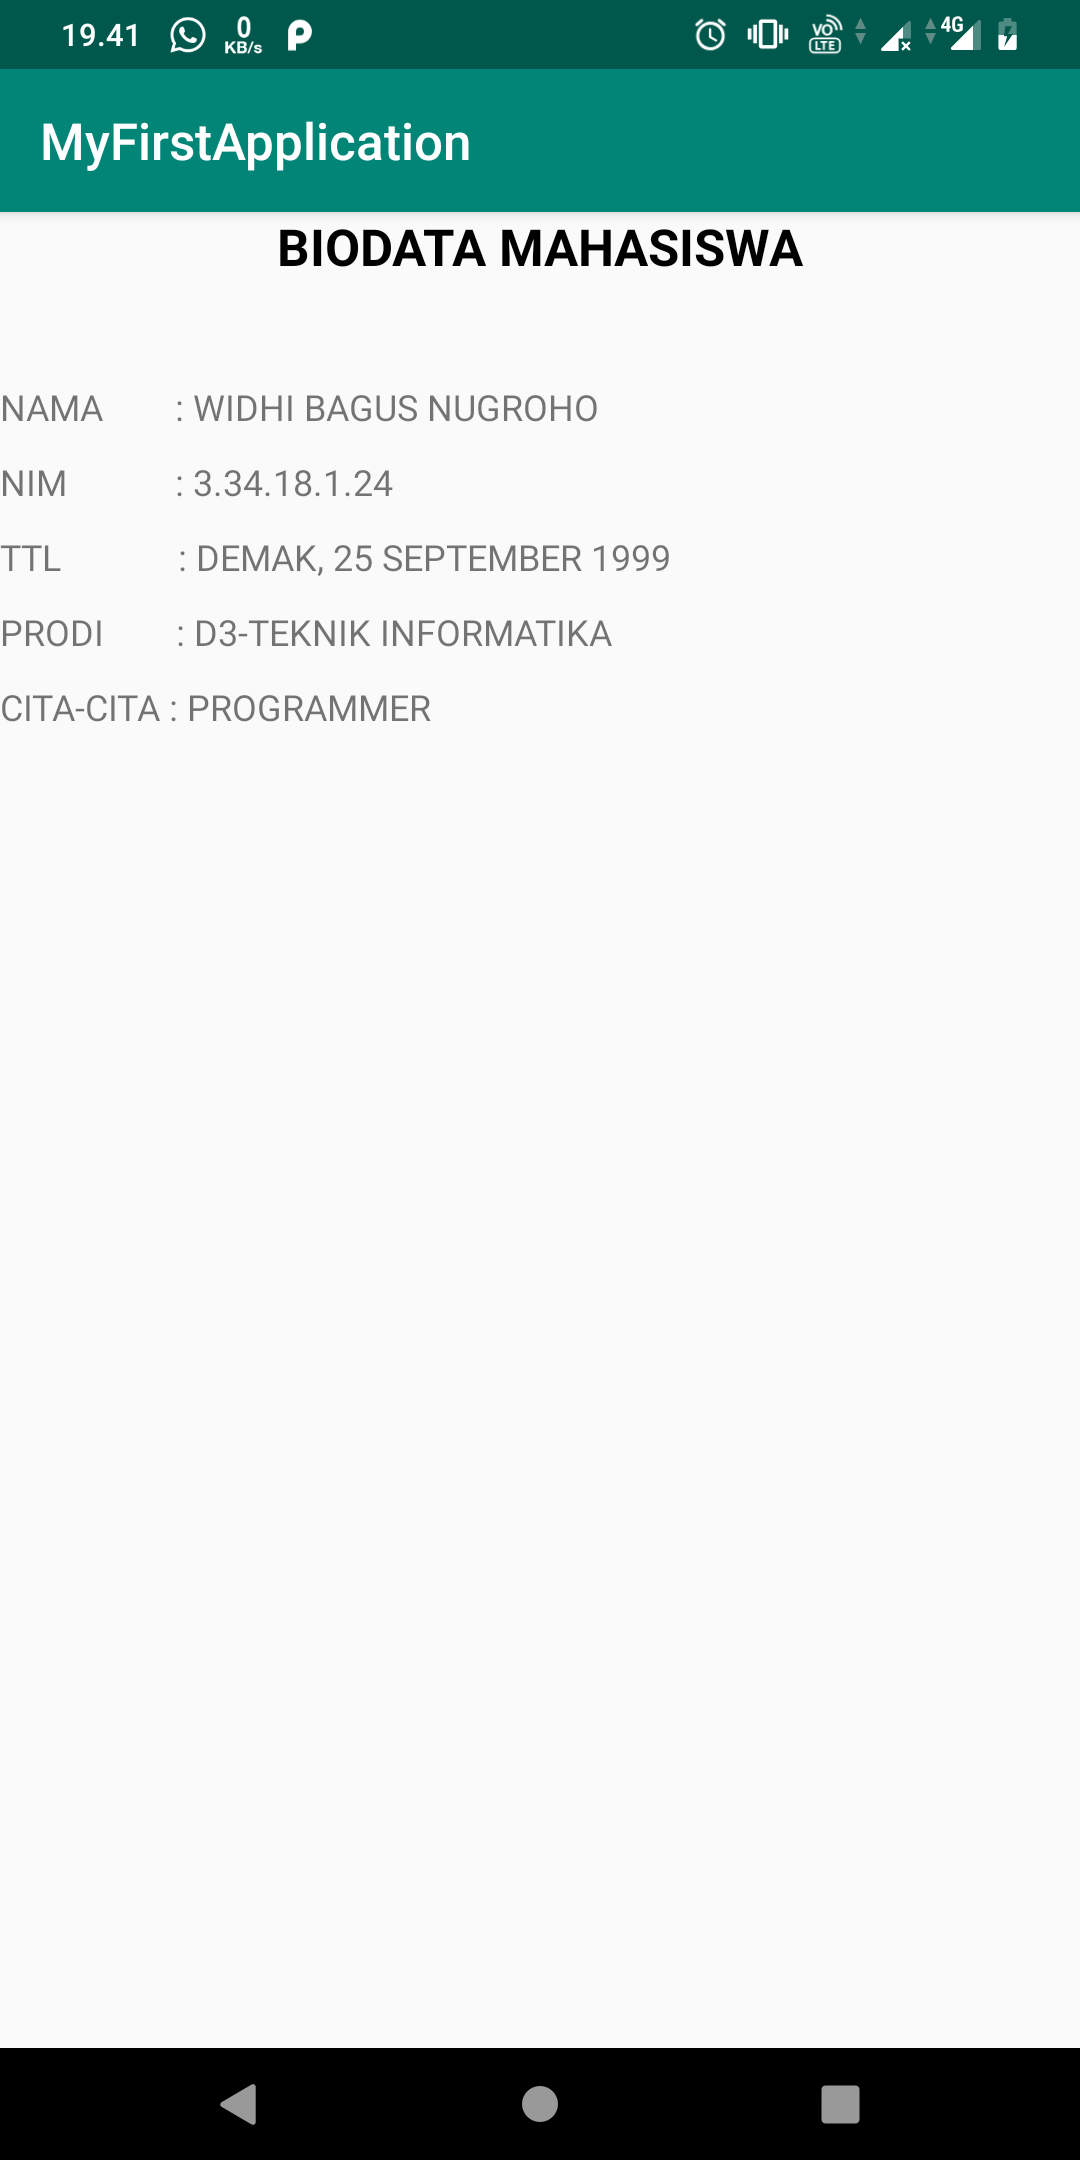 19.41 0 KB/s VO LTE 4G
MyFirstApplication
BIODATA MAHASISWA
NAMA : WIDHI BAGUS NUGROHO
NIM : 3.34.18.1.24
TTL : DEMAK, 25 SEPTEMBER 1999
PRODI : D3-TEKNIK INFORMATIKA
CITA-CITA : PROGRAMMER